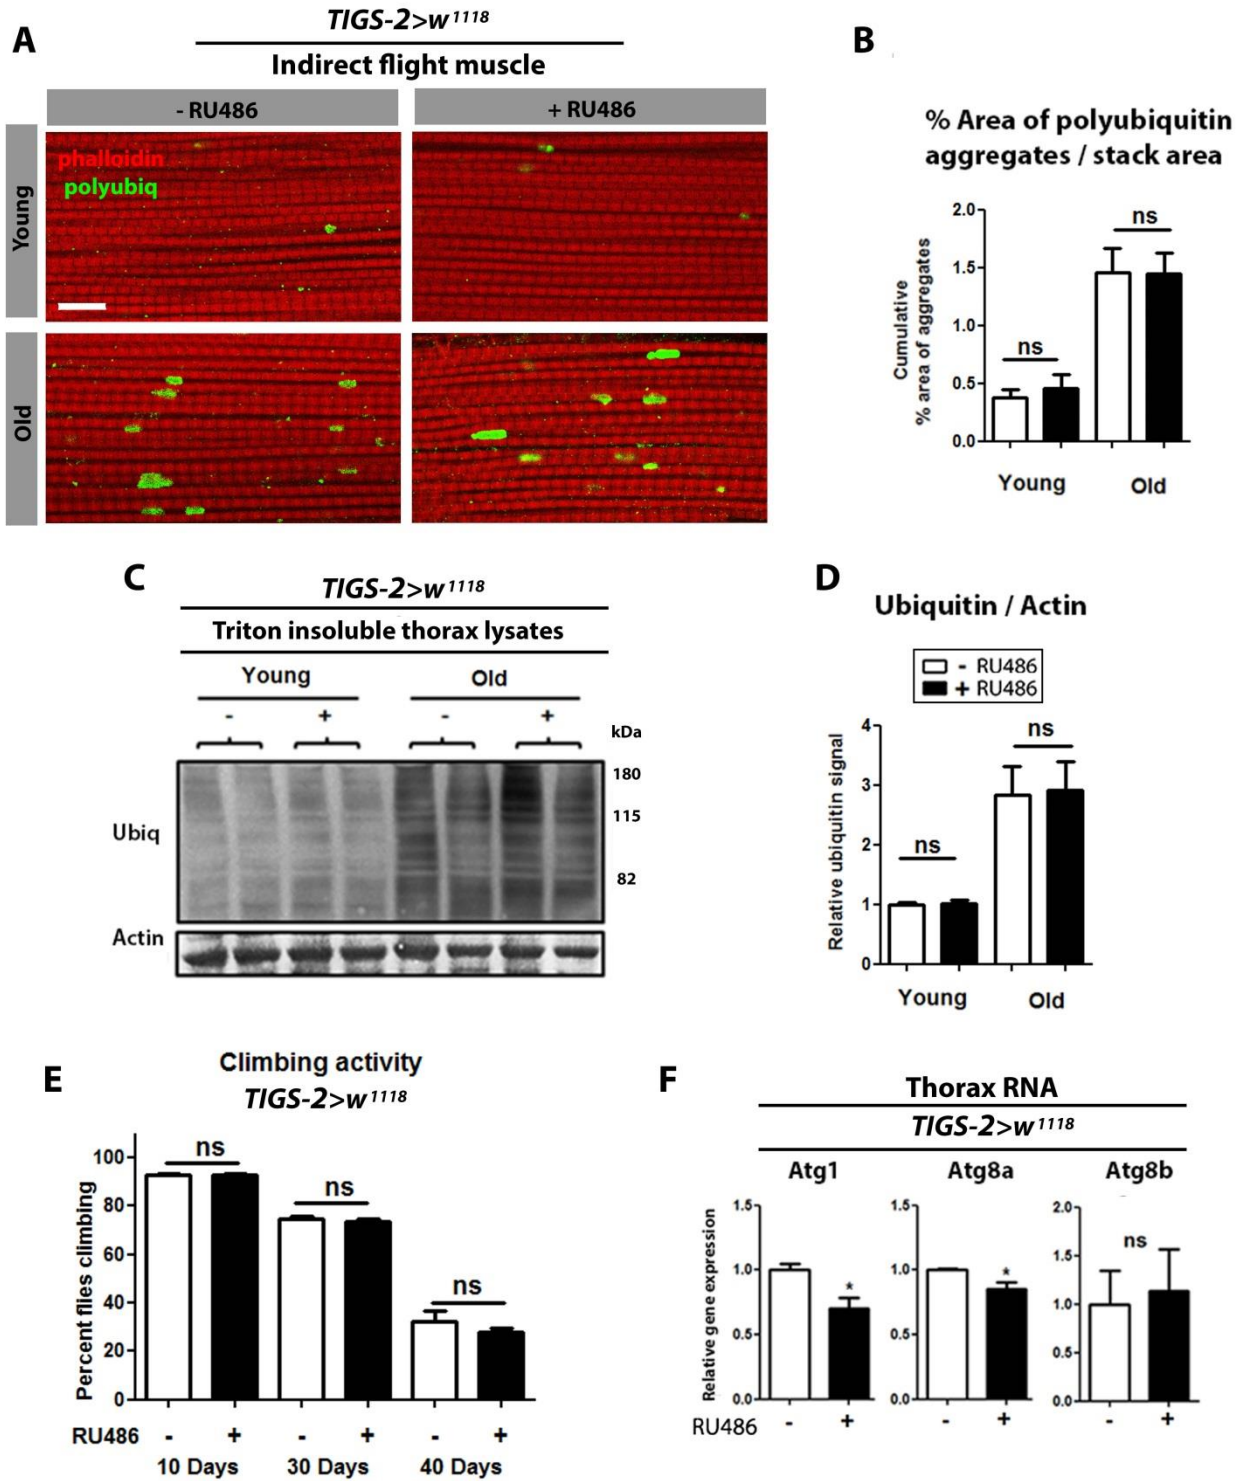 A
TIGS-2>w1118
Indirect flight muscle
- RU486
+ RU486
Young
phalloidin
polyubiq
Old
B
% Area of polyubiquitin
aggregates / stack area
Cumulative
% area of aggregates
2.0
1.5
1.0
0.5
0.0
ns
ns
Young
Old
C
TIGS-2>w1118
Triton insoluble thorax lysates
Young
Old
- + - +
kDa
180
115
82
Ubiq
Actin
D
Ubiquitin / Actin
- RU486
+ RU486
Relative ubiquitin signal
4
3
2
1
0
ns
ns
Young
Old
E
Climbing activity
TIGS-2>w1118
Percent flies climbing
100
80
60
40
20
0
ns
ns
ns
RU486 - + - + - +
10 Days 30 Days 40 Days
F
Thorax RNA
TIGS-2>w1118
Atg1
Atg8a
Atg8b
Relative gene expression
1.5
1.0
0.5
0.0
*
1.5
1.0
0.5
0.0
*
2.0
1.5
1.0
0.5
0.0
ns
RU486 - + - + - +